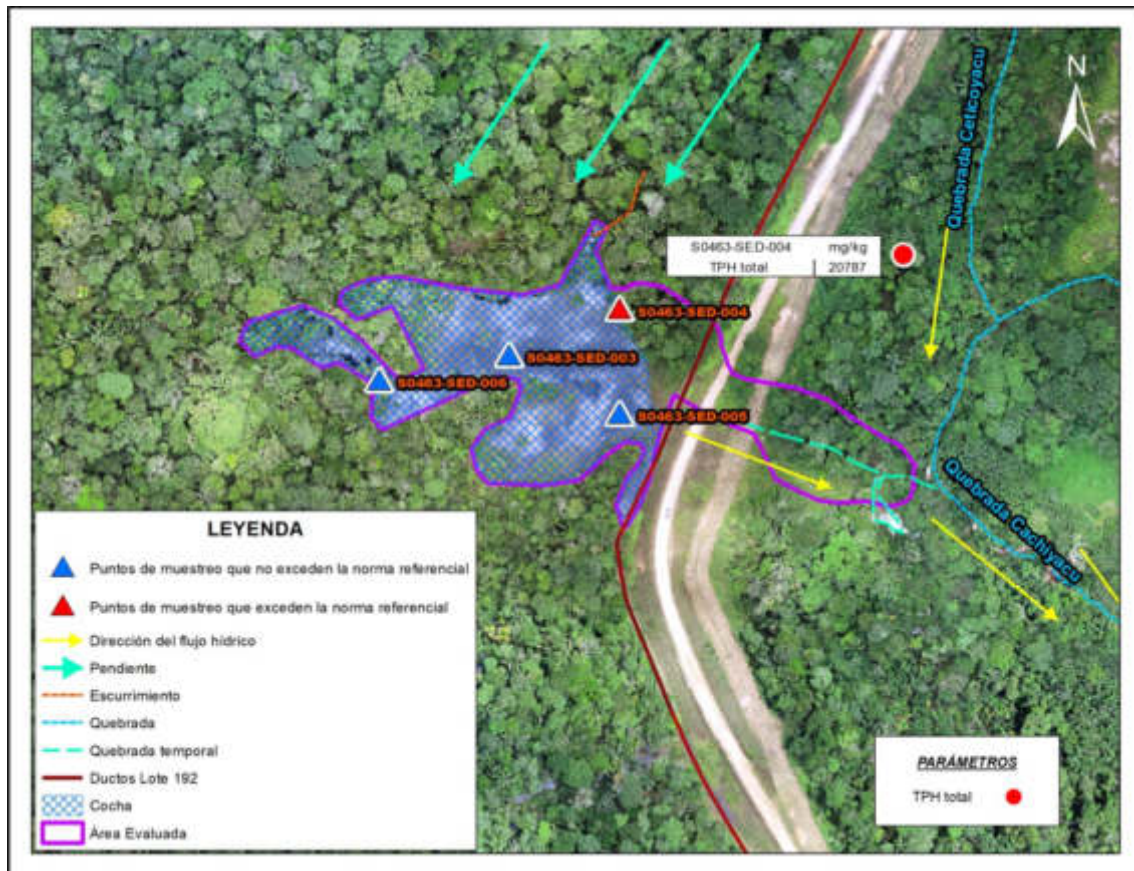 N
Quebrada Ceticoyacu
S0463-SED-004 mg/kg
TPH total 20787
S0463-SED-004
S0463-SED-003
S0463-SED-006
S0463-SED-005
Quebrada Cachiyacu
LEYENDA
Puntos de muestreo que no exceden la norma referencial
Puntos de muestreo que exceden la norma referencial
Dirección del flujo hídrico
Pendiente
Escurrimiento
Quebrada
Quebrada temporal
Ductos Lote 192
Cocha
Área Evaluada
PARÁMETROS
TPH total